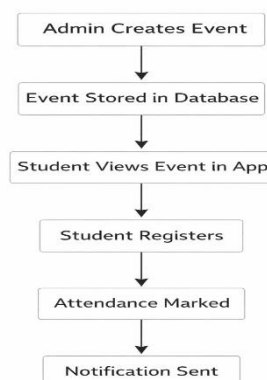 Admin Creates Event
Event Stored in Database
Student Views Event in App
Student Registers
Attendance Marked
Notification Sent